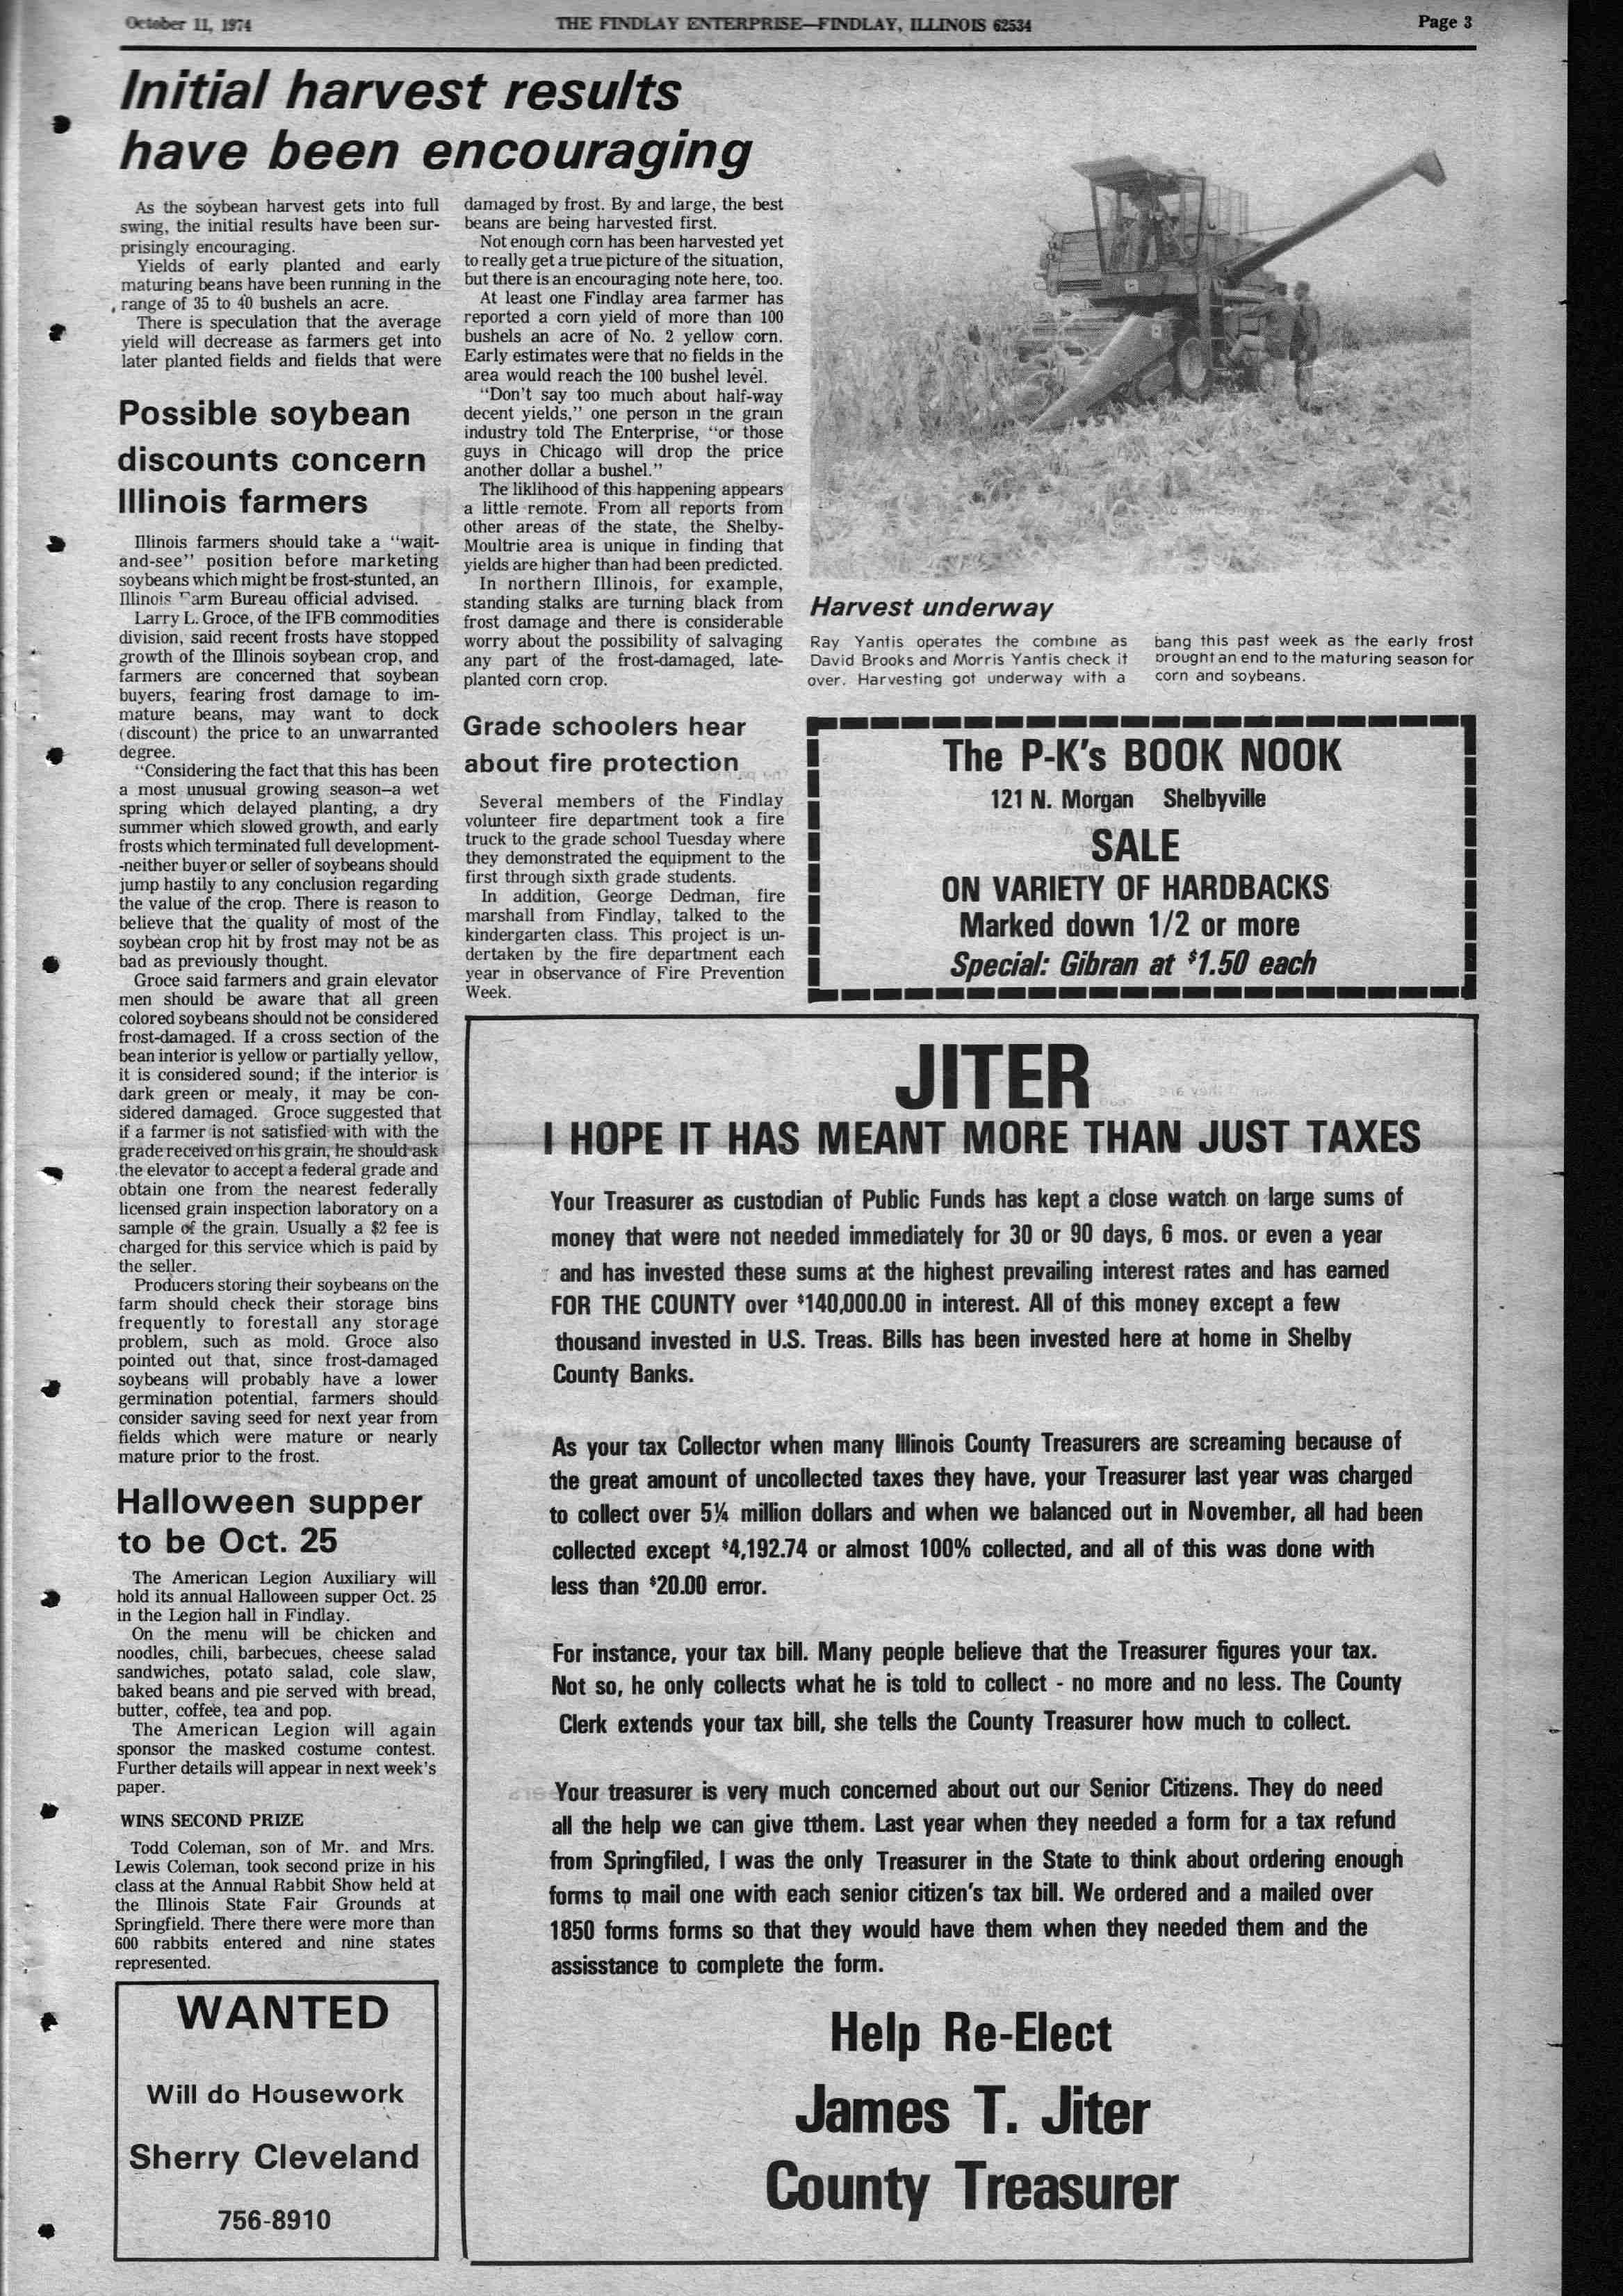 October 11, 1974
THE FINDLAY ENTERPRISE—FINDLAY, ILLINOIS 62534
Page 3
Initial harvest results
have been encouraging
As the soybean harvest gets into full
swing, the initial results have been sur-
prisingly encouraging.
Yields of early planted and early
maturing beans have been running in the
range of 35 to 40 bushels an acre.
There is speculation that the average
yield will decrease as farmers get into
later planted fields and fields that were
damaged by frost. By and large, the best
beans are being harvested first.
Not enough corn has been harvested yet
to really get a true picture of the situation,
but there is an encouraging note here, too.
At least one Findlay area farmer has
reported a corn yield of more than 100
bushels an acre of No. 2 yellow corn.
Early estimates were that no fields in the
area would reach the 100 bushel level.
"Don't say too much about half-way
decent yields," one person in the grain
industry told The Enterprise, "or those
guys in Chicago will drop the price
another dollar a bushel."
The liklihood of this happening appears
a little remote. From all reports from
other areas of the state, the Shelby-
Moultrie area is unique in finding that
yields are higher than had been predicted.
In northern Illinois, for example,
standing stalks are turning black from
frost damage and there is considerable
worry about the possibility of salvaging
any part of the frost-damaged, late-
planted corn crop.
Possible soybean
discounts concern
Illinois farmers
Illinois farmers should take a "wait-
and-see" position before marketing
soybeans which might be frost-stunted, an
Illinois Farm Bureau official advised.
Larry L. Groce, of the IFB commodities
division, said recent frosts have stopped
growth of the Illinois soybean crop, and
farmers are concerned that soybean
buyers, fearing frost damage to im-
mature beans, may want to dock
(discount) the price to an unwarranted
degree.
"Considering the fact that this has been
a most unusual growing season--a wet
spring which delayed planting, a dry
summer which slowed growth, and early
frosts which terminated full development-
-neither buyer or seller of soybeans should
jump hastily to any conclusion regarding
the value of the crop. There is reason to
believe that the quality of most of the
soybean crop hit by frost may not be as
bad as previously thought.
Groce said farmers and grain elevator
men should be aware that all green
colored soybeans should not be considered
frost-damaged. If a cross section of the
bean interior is yellow or partially yellow,
it is considered sound; if the interior is
dark green or mealy, it may be con-
sidered damaged. Groce suggested that
if a farmer is not satisfied with with the
grade received on his grain, he should ask
the elevator to accept a federal grade and
obtain one from the nearest federally
licensed grain inspection laboratory on a
sample of the grain. Usually a $2 fee is
charged for this service which is paid by
the seller.
Producers storing their soybeans on the
farm should check their storage bins
frequently to forestall any storage
problem, such as mold. Groce also
pointed out that, since frost-damaged
soybeans will probably have a lower
germination potential, farmers should
consider saving seed for next year from
fields which were mature or nearly
mature prior to the frost.
Halloween supper
to be Oct. 25
The American Legion Auxiliary will
hold its annual Halloween supper Oct. 25
in the Legion hall in Findlay.
On the menu will be chicken and
noodles, chili, barbecues, cheese salad
sandwiches, potato salad, cole slaw,
baked beans and pie served with bread,
butter, coffee, tea and pop.
The American Legion will again
sponsor the masked costume contest.
Further details will appear in next week's
paper.
WINS SECOND PRIZE
Todd Coleman, son of Mr. and Mrs.
Lewis Coleman, took second prize in his
class at the Annual Rabbit Show held at
the Illinois State Fair Grounds at
Springfield. There there were more than
600 rabbits entered and nine states
represented.
WANTED
Will do Housework
Sherry Cleveland
756-8910
Grade schoolers hear
about fire protection
Several members of the Findlay
volunteer fire department took a fire
truck to the grade school Tuesday where
they demonstrated the equipment to the
first through sixth grade students.
In addition, George Dedman, fire
marshall from Findlay, talked to the
kindergarten class. This project is un-
dertaken by the fire department each
year in observance of Fire Prevention
Week.
Harvest underway
Ray Yantis operates the combine as
David Brooks and Morris Yantis check it
over. Harvesting got underway with a
bang this past week as the early frost
brought an end to the maturing season for
corn and soybeans.
The P-K's BOOK NOOK
121 N. Morgan Shelbyville
SALE
ON VARIETY OF HARDBACKS
Marked down 1/2 or more
Special: Gibran at $1.50 each
JITER
I HOPE IT HAS MEANT MORE THAN JUST TAXES
Your Treasurer as custodian of Public Funds has kept a close watch on large sums of
money that were not needed immediately for 30 or 90 days, 6 mos. or even a year
and has invested these sums at the highest prevailing interest rates and has earned
FOR THE COUNTY over $140,000.00 in interest. All of this money except a few
thousand invested in U.S. Treas. Bills has been invested here at home in Shelby
County Banks.
As your tax Collector when many Illinois County Treasurers are screaming because of
the great amount of uncollected taxes they have, your Treasurer last year was charged
to collect over 5¼ million dollars and when we balanced out in November, all had been
collected except $4,192.74 or almost 100% collected, and all of this was done with
less than $20.00 error.
For instance, your tax bill. Many people believe that the Treasurer figures your tax.
Not so, he only collects what he is told to collect - no more and no less. The County
Clerk extends your tax bill, she tells the County Treasurer how much to collect.
Your treasurer is very much concerned about out our Senior Citizens. They do need
all the help we can give tthem. Last year when they needed a form for a tax refund
from Springfiled, I was the only Treasurer in the State to think about ordering enough
forms to mail one with each senior citizen's tax bill. We ordered and a mailed over
1850 forms forms so that they would have them when they needed them and the
assisstance to complete the form.
Help Re-Elect
James T. Jiter
County Treasurer